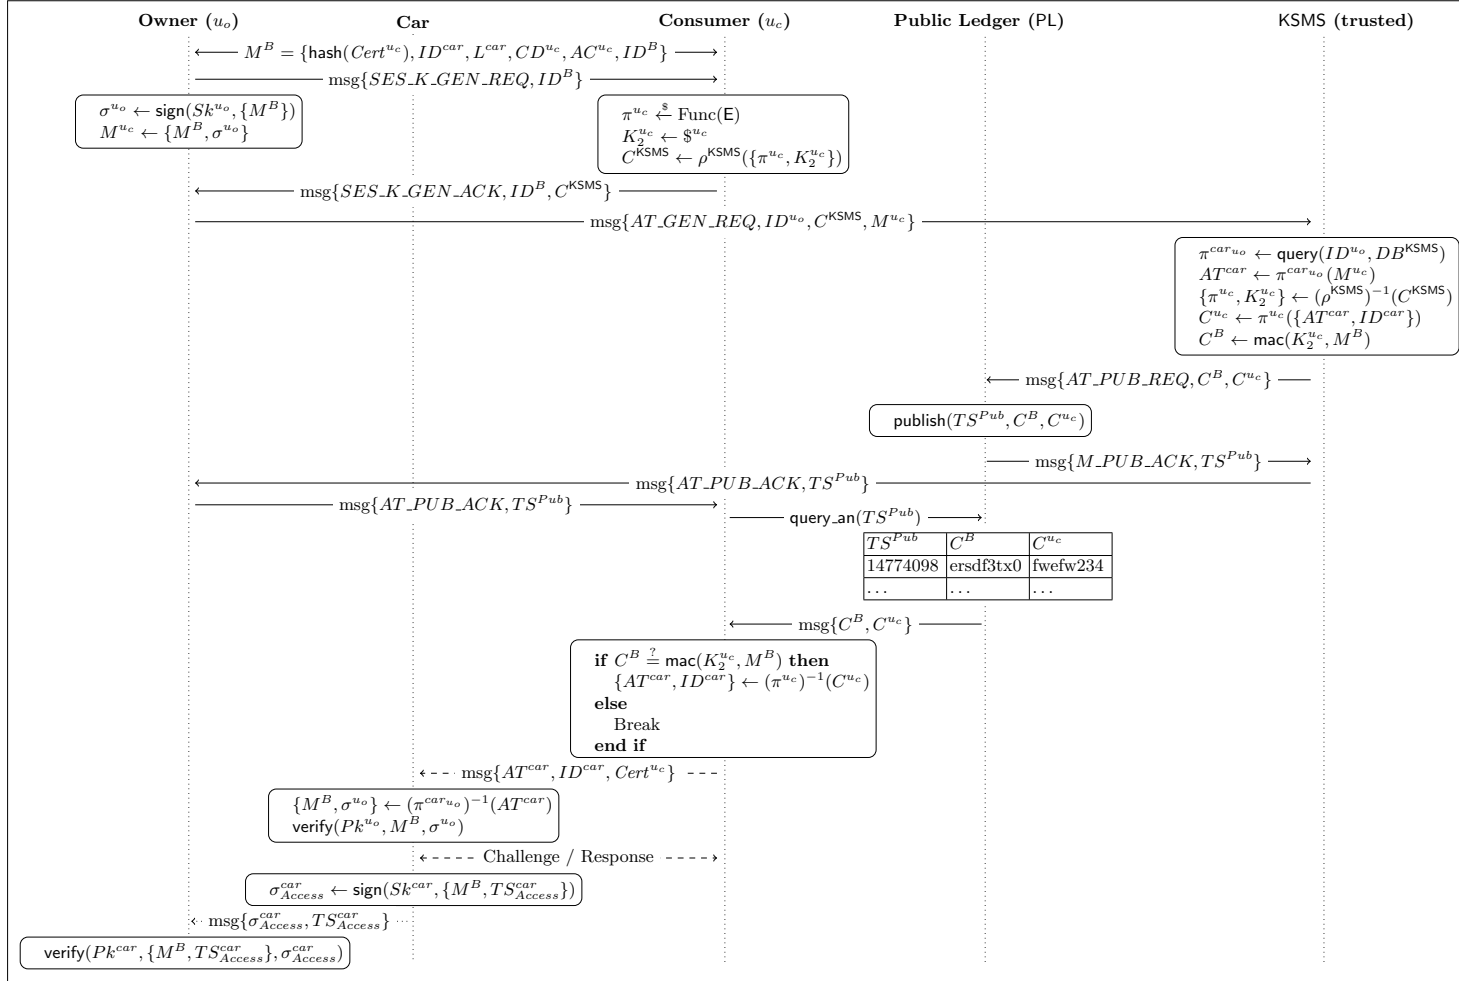 Owner (u_o) Car Consumer (u_c) Public Ledger (PL) KSMS (trusted)
M^B = {hash(Cert^{u_c}), ID^{car}, L^{car}, CD^{u_c}, AC^{u_c}, ID^B}
msg{SES_K_GEN_REQ, ID^B}
σ^{u_o} ← sign(Sk^{u_o}, {M^B})
M^{u_c} ← {M^B, σ^{u_o}}
π^{u_c} ←$ Func(E)
K_2^{u_c} ← $^{u_c}
C^{KSMS} ← ρ^{KSMS}({π^{u_c}, K_2^{u_c}})
msg{SES_K_GEN_ACK, ID^B, C^{KSMS}}
msg{AT_GEN_REQ, ID^{u_o}, C^{KSMS}, M^{u_c}}
π^{car_{u_o}} ← query(ID^{u_o}, DB^{KSMS})
AT^{car} ← π^{car_{u_o}}(M^{u_c})
{π^{u_c}, K_2^{u_c}} ← (ρ^{KSMS})^{-1}(C^{KSMS})
C^{u_c} ← π^{u_c}({AT^{car}, ID^{car}})
C^B ← mac(K_2^{u_c}, M^B)
msg{AT_PUB_REQ, C^B, C^{u_c}}
publish(TS^{Pub}, C^B, C^{u_c})
msg{M_PUB_ACK, TS^{Pub}}
msg{AT_PUB_ACK, TS^{Pub}}
msg{AT_PUB_ACK, TS^{Pub}}
query_an(TS^{Pub})
TS^{Pub} C^B C^{u_c}
14774098 ersdf3tx0 fwefw234
... ... ...
msg{C^B, C^{u_c}}
if C^B =? mac(K_2^{u_c}, M^B) then
{AT^{car}, ID^{car}} ← (π^{u_c})^{-1}(C^{u_c})
else
Break
end if
msg{AT^{car}, ID^{car}, Cert^{u_c}}
{M^B, σ^{u_o}} ← (π^{car_{u_o}})^{-1}(AT^{car})
verify(Pk^{u_o}, M^B, σ^{u_o})
Challenge / Response
σ_{Access}^{car} ← sign(Sk^{car}, {M^B, TS_{Access}^{car}})
msg{σ_{Access}^{car}, TS_{Access}^{car}}
verify(Pk^{car}, {M^B, TS_{Access}^{car}}, σ_{Access}^{car})